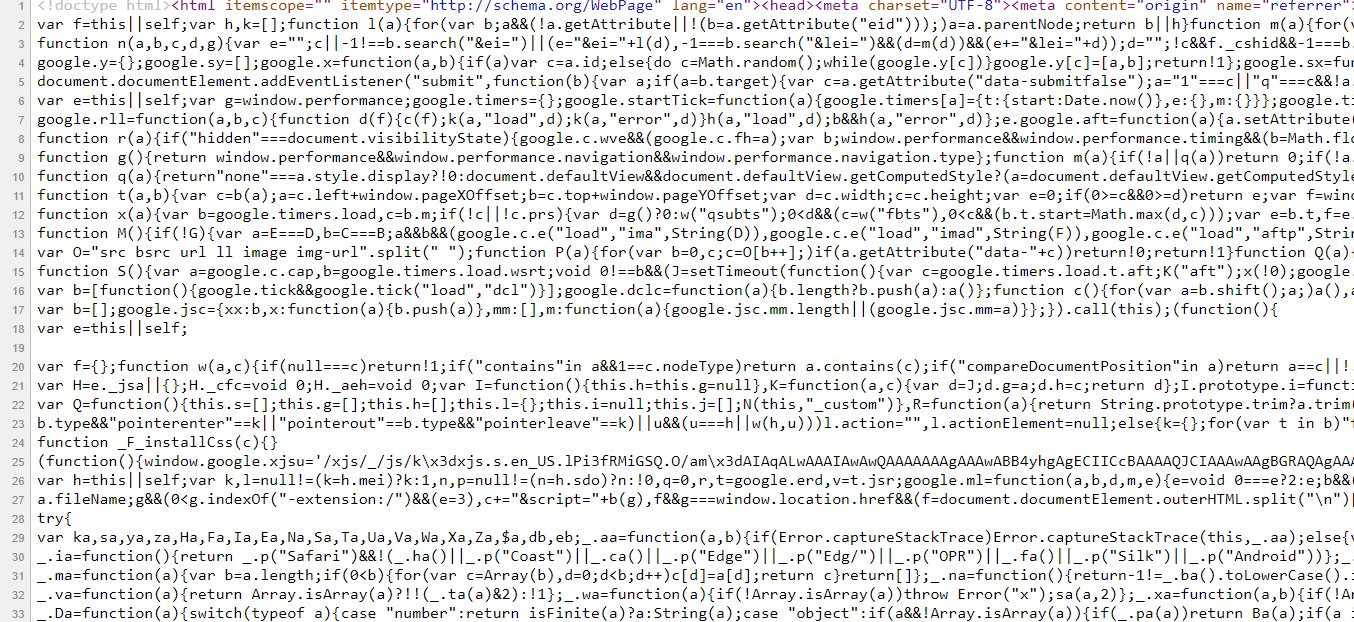 1 <!doctype html><html itemscope="" itemtype="http://schema.org/WebPage" lang="en"><head><meta charset="UTF-8"><meta content="origin" name="referrer">
2 var f=this||self;var h,k=[];function l(a){for(var b;a&&(!a.getAttribute||!(b=a.getAttribute("eid")));)a=a.parentNode;return b||h}function m(a){for(v
3 function n(a,b,c,d,g){var e="";c||-1!==b.search("&ei=")||(e="&ei="+l(d),-1===b.search("&lei=")&&(d=m(d))&&(e+="&lei="+d));d="";!c&&f._cshid&&-1===b.
4 google.y={};google.sy=[];google.x=function(a,b){if(a)var c=a.id;else{do c=Math.random();while(google.y[c])}google.y[c]=[a,b];return!1};google.sx=fun
5 document.documentElement.addEventListener("submit",function(b){var a;if(a=b.target){var c=a.getAttribute("data-submitfalse");a="1"===c||"q"===c&&!a.
6 var e=this||self;var g=window.performance;google.timers={};google.startTick=function(a){google.timers[a]={t:{start:Date.now()},e:{},m:{}}};google.ti
7 google.rll=function(a,b,c){function d(f){c(f);k(a,"load",d);k(a,"error",d)}h(a,"load",d);b&&h(a,"error",d)};e.google.aft=function(a){a.setAttribute(
8 function r(a){if("hidden"===document.visibilityState){google.c.wve&&(google.c.fh=a);var b;window.performance&&window.performance.timing&&(b=Math.flo
9 function g(){return window.performance&&window.performance.navigation&&window.performance.navigation.type};function m(a){if(!a||q(a))return 0;if(!a.
10 function q(a){return"none"===a.style.display?!0:document.defaultView&&document.defaultView.getComputedStyle?(a=document.defaultView.getComputedStyle
11 function t(a,b){var c=b(a);a=c.left+window.pageXOffset;b=c.top+window.pageYOffset;var d=c.width;c=c.height;var e=0;if(0>=c&&0>=d)return e;var f=wind
12 function x(a){var b=google.timers.load,c=b.m;if(!c||!c.prs){var d=g()?0:w("qsubts");0<d&&(c=w("fbts"),0<c&&(b.t.start=Math.max(d,c)));var e=b.t,f=e.
13 function M(){if(!G){var a=E===D,b=C===B;a&&b&&(google.c.e("load","ima",String(D)),google.c.e("load","imad",String(F)),google.c.e("load","aftp",Strin
14 var O="src bsrc url ll image img-url".split(" ");function P(a){for(var b=0,c;c=O[b++];)if(a.getAttribute("data-"+c))return!0;return!1}function Q(a){
15 function S(){var a=google.c.cap,b=google.timers.load.wsrt;void 0!==b&&(J=setTimeout(function(){var c=google.timers.load.t.aft;K("aft");x(!0);google.
16 var b=[function(){google.tick&&google.tick("load","dcl")}];google.dclc=function(a){b.length?b.push(a):a()};function c(){for(var a=b.shift();a;)a(),a
17 var b=[];google.jsc={xx:b,x:function(a){b.push(a)},mm:[],m:function(a){google.jsc.mm.length||(google.jsc.mm=a)}};}).call(this);(function(){
18 var e=this||self;
19
20 var f={};function w(a,c){if(null===c)return!1;if("contains"in a&&1==c.nodeType)return a.contains(c);if("compareDocumentPosition"in a)return a==c||!
21 var H=e._jsa||{};H._cfc=void 0;H._aeh=void 0;var I=function(){this.h=this.g=null},K=function(a,c){var d=J;d.g=a;d.h=c;return d};I.prototype.i=functi
22 var Q=function(){this.s=[];this.g=[];this.h=[];this.l={};this.i=null;this.j=[];N(this,"_custom")},R=function(a){return String.prototype.trim?a.trim(
23 b.type&&"pointerenter"==k||"pointerout"==b.type&&"pointerleave"==k)||u&&(u===h||w(h,u)))l.action="",l.actionElement=null;else{k={};for(var t in b)"f
24 function _F_installCss(c){}
25 (function(){window.google.xjsu='/xjs/_/js/k\x3dxjs.s.en_US.lPi3fRMiGSQ.O/am\x3dAIAqALwAAAIAwAwQAAAAAAAgAAAwABB4yhgAgECIICcBAAAAQJCIAAAwAAgBGRAQAgAAA
26 var h=this||self;var k,l=null!=(k=h.mei)?k:1,n,p=null!=(n=h.sdo)?n:!0,q=0,r,t=google.erd,v=t.jsr;google.ml=function(a,b,d,m,e){e=void 0===e?2:e;b&&(
27 a.fileName;g&&(0<g.indexOf("-extension:/")&&(e=3),c+="&script="+b(g),f&&g===window.location.href&&(f=document.documentElement.outerHTML.split("\n")[
28 try{
29 var ka,sa,ya,za,Ha,Fa,Ia,Ea,Na,Sa,Ta,Ua,Va,Wa,Xa,Za,$a,db,eb;_.aa=function(a,b){if(Error.captureStackTrace)Error.captureStackTrace(this,_.aa);else{v
30 _.ia=function(){return _.p("Safari")&&!(_.ha()||_.p("Coast")||_.ca()||_.p("Edge")||_.p("Edg/")||_.p("OPR")||_.fa()||_.p("Silk")||_.p("Android"))};_.
31 _.ma=function(a){var b=a.length;if(0<b){for(var c=Array(b),d=0;d<b;d++)c[d]=a[d];return c}return[]};_.na=function(){return-1!=_.ba().toLowerCase().i
32 _.va=function(a){return Array.isArray(a)?!!(_.ta(a)&2):!1};_.wa=function(a){if(!Array.isArray(a))throw Error("x");sa(a,2)};_.xa=function(a,b){if(!Ar
33 _.Da=function(a){switch(typeof a){case "number":return isFinite(a)?a:String(a);case "object":if(a&&!Array.isArray(a)){if(_.pa(a))return Ba(a);if(a i